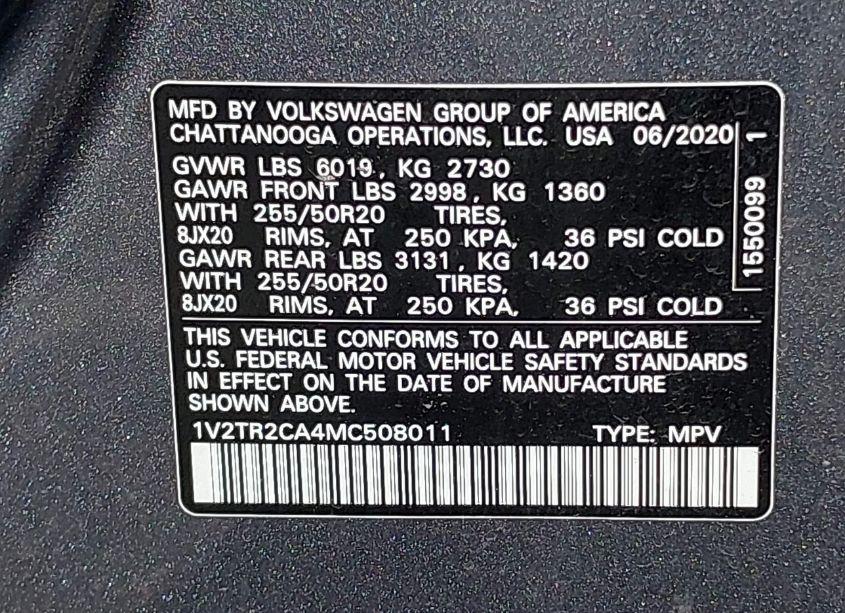 MFD BY VOLKSWAGEN GROUP OF AMERICA
CHATTANOOGA OPERATIONS, LLC. USA 06/2020
GVWR LBS 6019, KG 2730
GAWR FRONT LBS 2998, KG 1360
WITH 255/50R20 TIRES,
8JX20 RIMS, AT 250 KPA, 36 PSI COLD
GAWR REAR LBS 3131, KG 1420
WITH 255/50R20 TIRES,
8JX20 RIMS, AT 250 KPA, 36 PSI COLD
1550099 1
THIS VEHICLE CONFORMS TO ALL APPLICABLE
U.S. FEDERAL MOTOR VEHICLE SAFETY STANDARDS
IN EFFECT ON THE DATE OF MANUFACTURE
SHOWN ABOVE.
1V2TR2CA4MC508011 TYPE: MPV